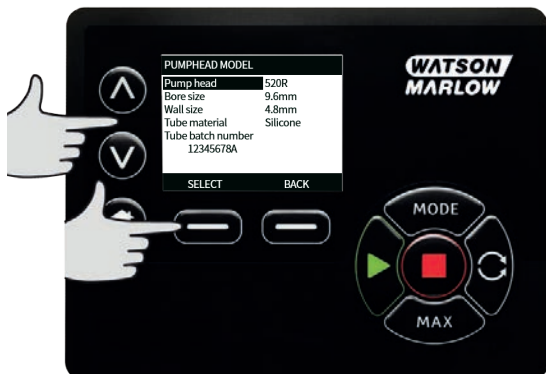 WATSON
MARLOW
PUMPHEAD MODEL
Pump head 520R
Bore size 9.6mm
Wall size 4.8mm
Tube material Silicone
Tube batch number
12345678A
SELECT BACK
MODE
MAX